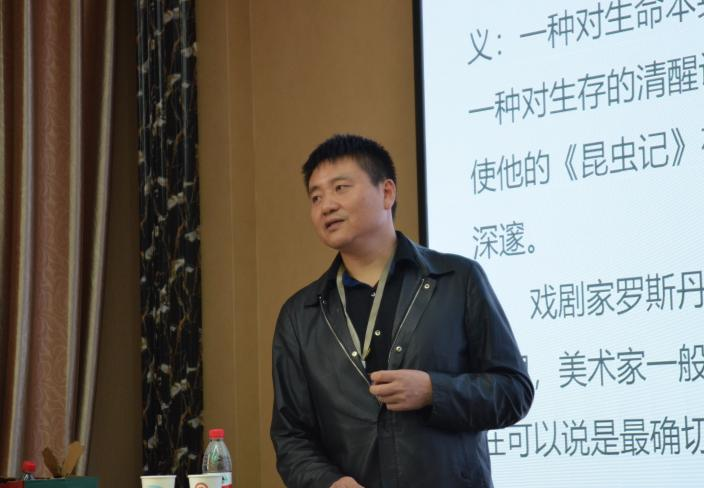 义：一种对生命本
一种对生存的清醒
使他的《昆虫记》
深邃。
戏剧家罗斯丹
，美术家一般
在可以说是最确切